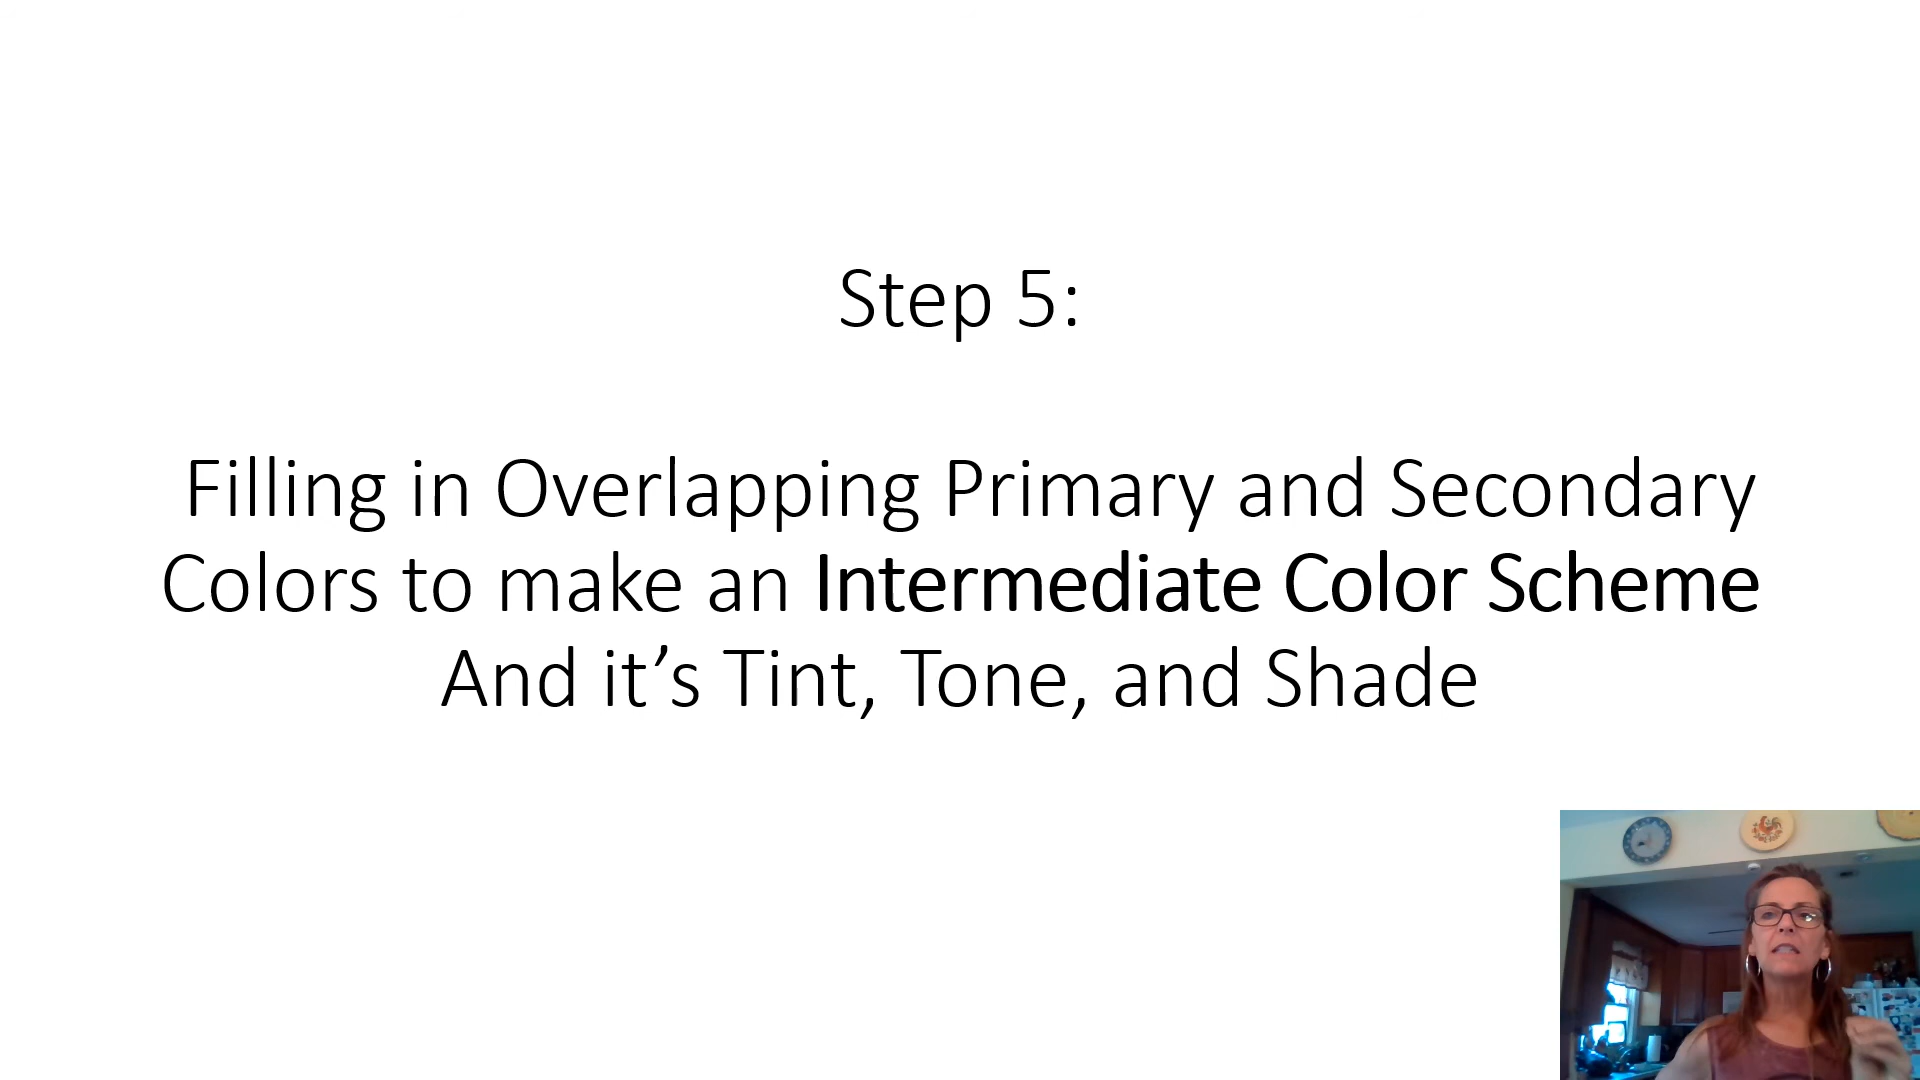 Step 5:
Filling in Overlapping Primary and Secondary
Colors to make an Intermediate Color Scheme
And it’s Tint, Tone, and Shade